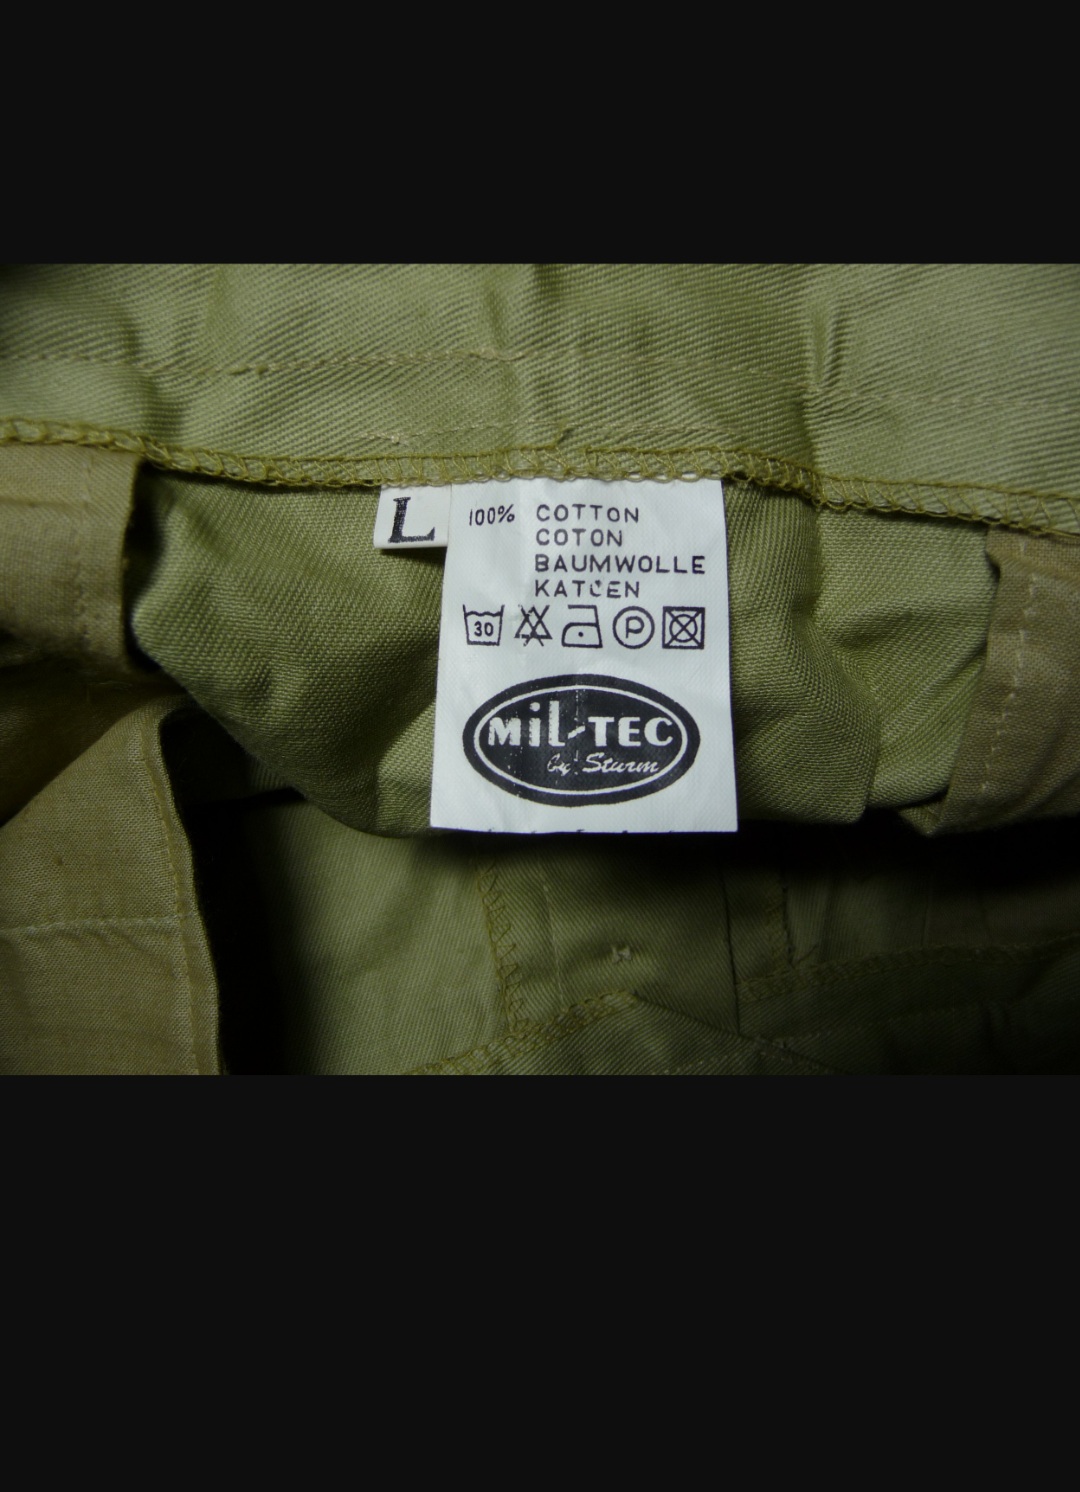 L
100% COTTON
COTON
BAUMWOLLE
KATOEN
30 P
MiL-TEC
by Sturm